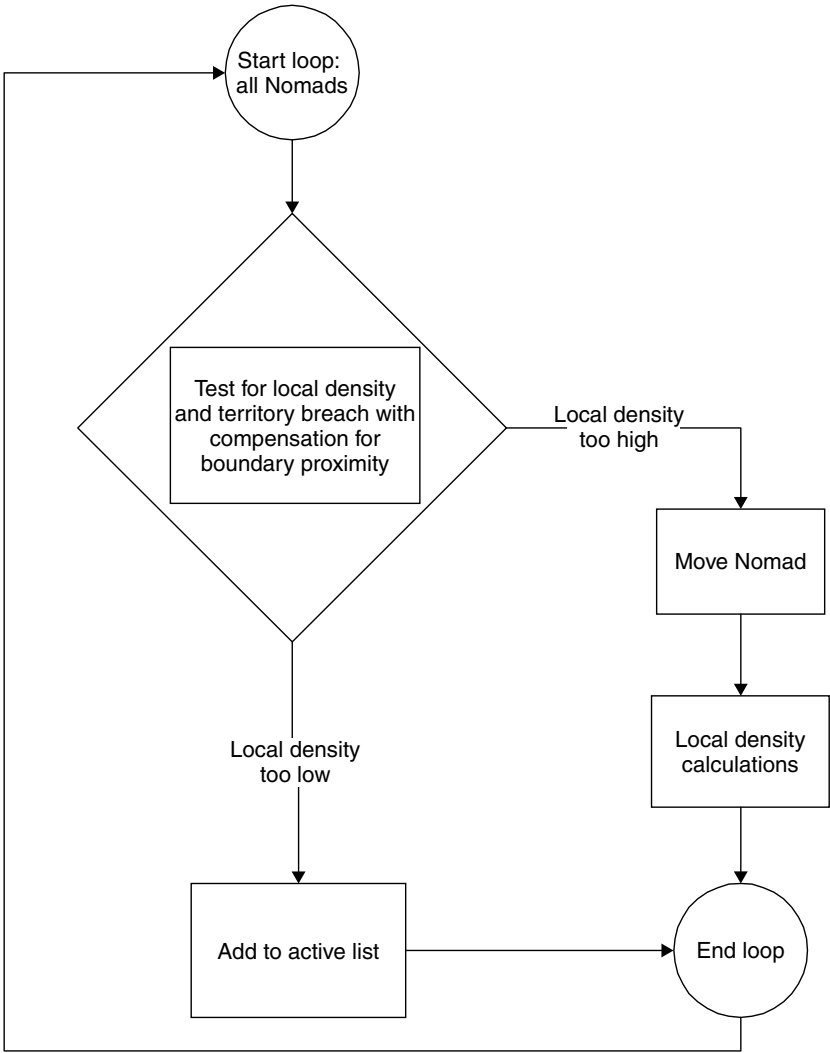 Start loop:
all Nomads
Test for local density
and territory breach with
compensation for
boundary proximity
Local density
too high
Move Nomad
Local density
calculations
Local density
too low
Add to active list
End loop